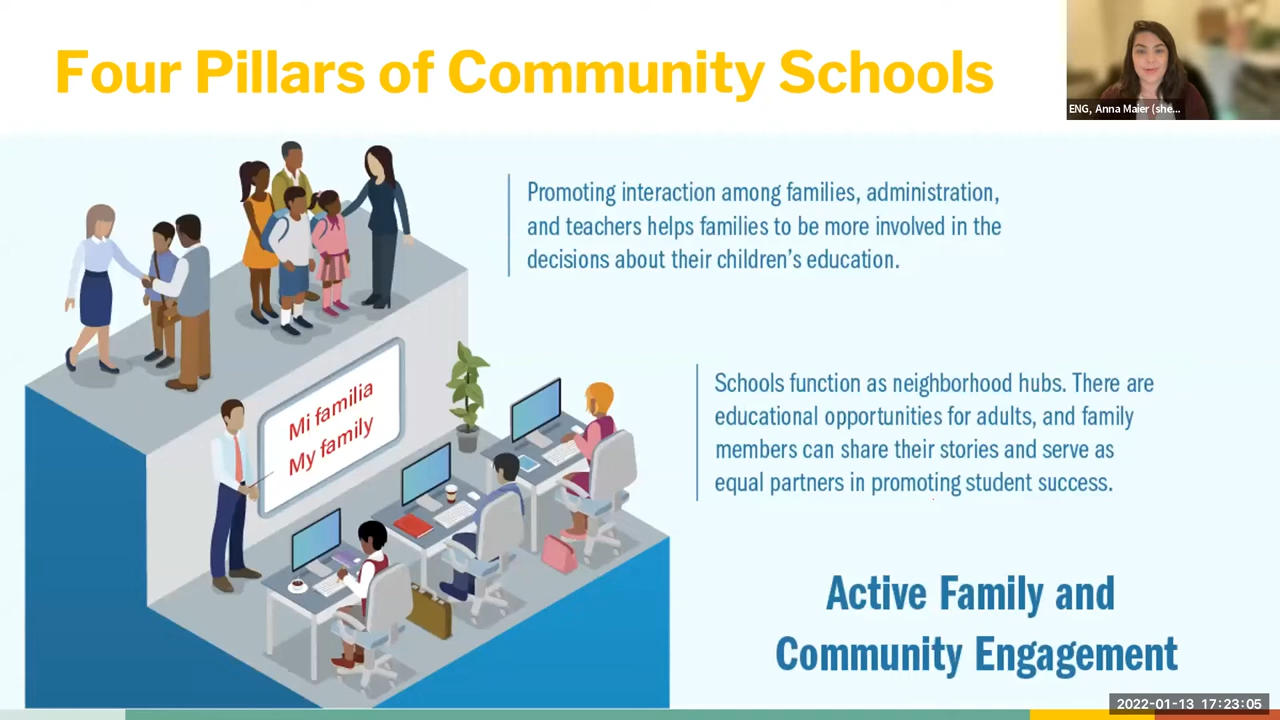 Four Pillars of Community Schools
ENG, Anna Maier (she...
Promoting interaction among families, administration,
and teachers helps families to be more involved in the
decisions about their children's education.
Mi familia
My family
Schools function as neighborhood hubs. There are
educational opportunities for adults, and family
members can share their stories and serve as
equal partners in promoting student success.
Active Family and
Community Engagement
2022-01-13 17:23:05